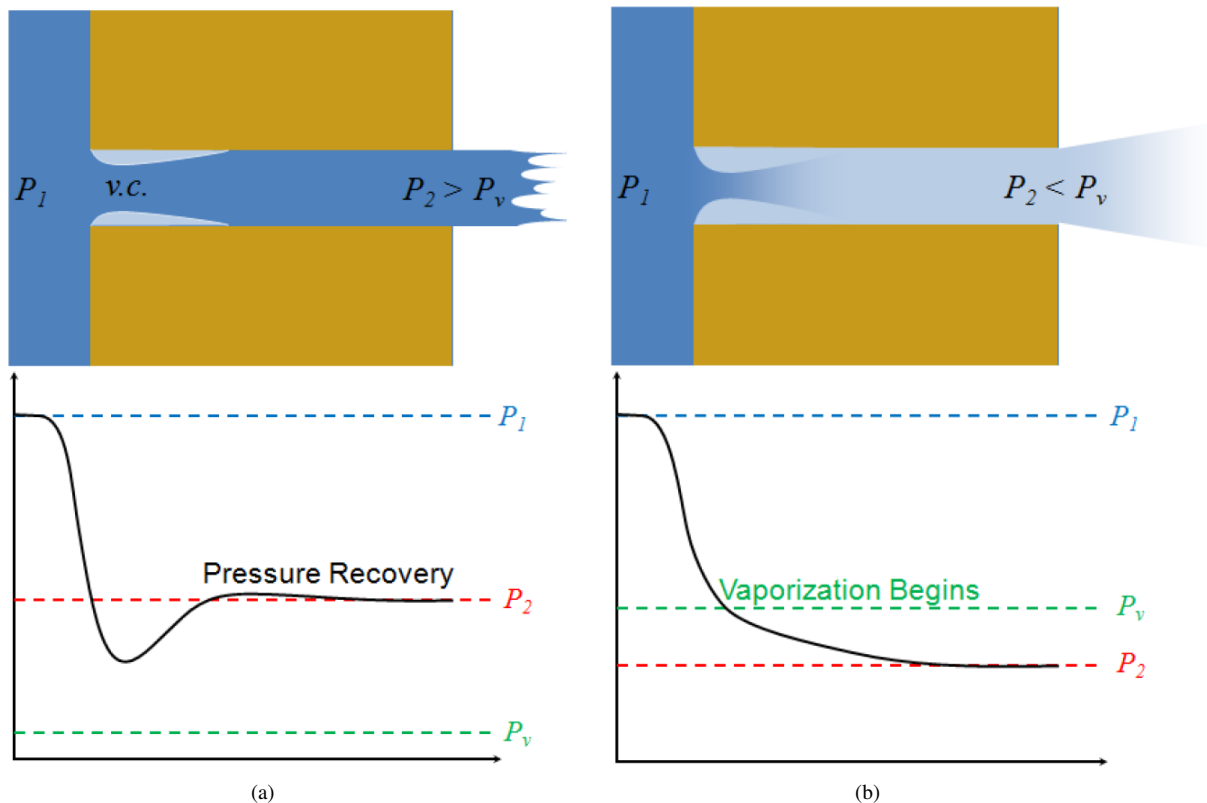 P1 v.c. P2 > Pv
P1 P2 < Pv
P1
Pressure Recovery
P2
Pv
P1
Vaporization Begins
Pv
P2
(a)
(b)